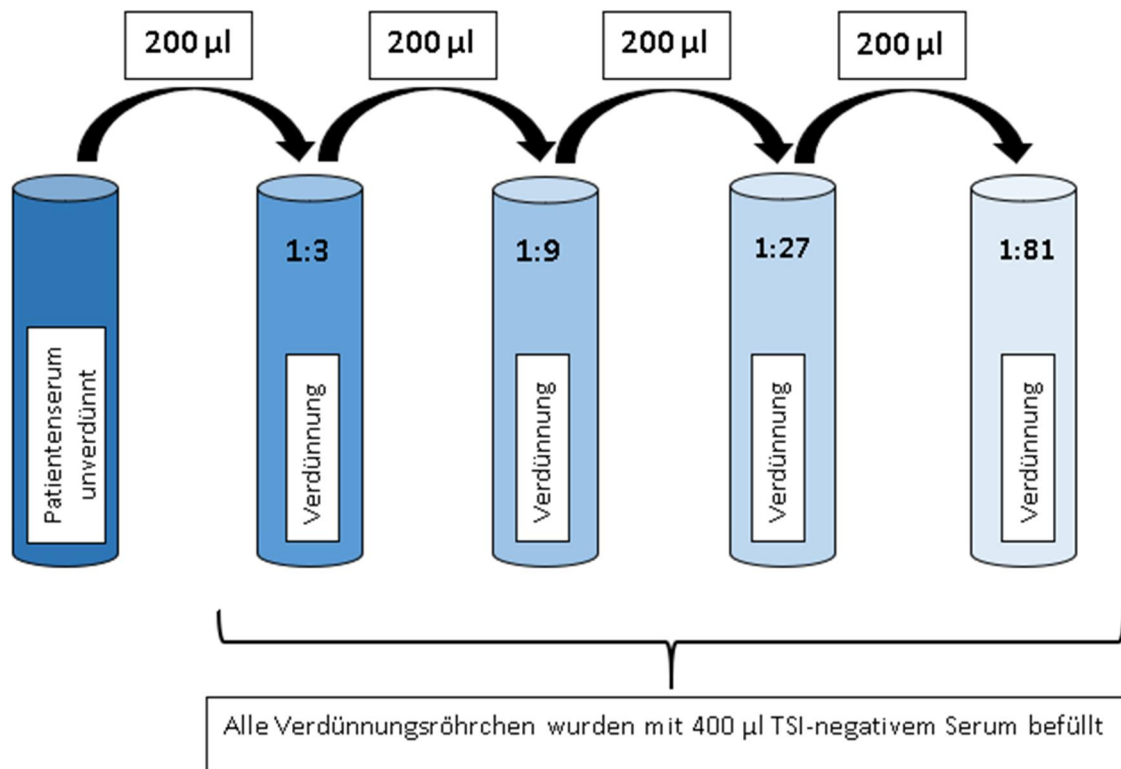 200 µl
200 µl
200 µl
200 µl
1:3
1:9
1:27
1:81
Patientenserum
unverdünnt
Verdünnung
Verdünnung
Verdünnung
Verdünnung
Alle Verdünnungsröhrchen wurden mit 400 µl TSI-negativem Serum befüllt